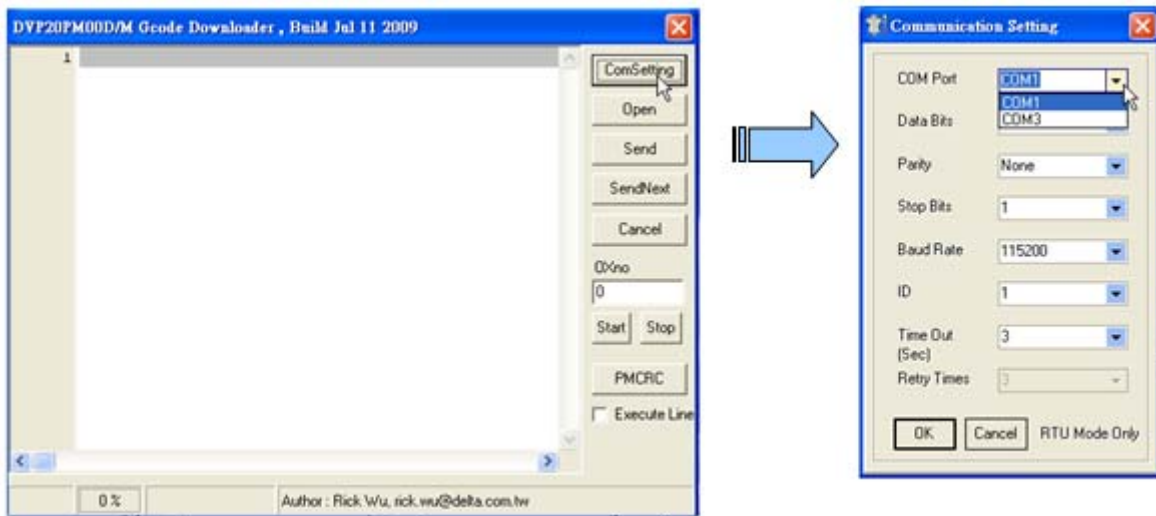 DVP20PM00D/M Gcode Downloader , Build Jul 11 2009
1
ComSetting
Open
Send
SendNext
Cancel
OXno
0
Start Stop
PMCRC
Execute Line
0 %
Author : Rick Wu, rick.wu@delta.com.tw
Communication Setting
COM Port COM1
COM1
COM3
Data Bits
Parity None
Stop Bits 1
Baud Rate 115200
ID 1
Time Out 3
(Sec)
Retry Times 3
OK Cancel RTU Mode Only